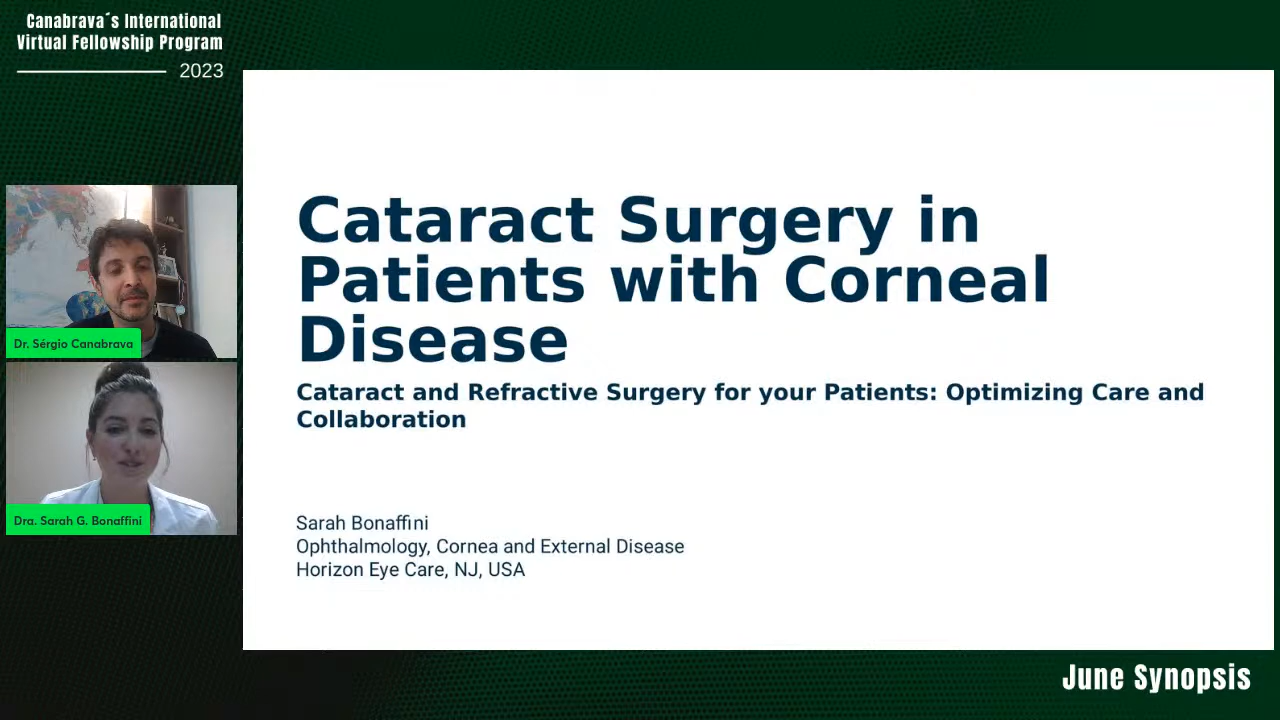 Canabrava´s International
Virtual Fellowship Program
2023
Dr. Sérgio Canabrava
Dra. Sarah G. Bonaffini
Cataract Surgery in
Patients with Corneal
Disease
Cataract and Refractive Surgery for your Patients: Optimizing Care and
Collaboration
Sarah Bonaffini
Ophthalmology, Cornea and External Disease
Horizon Eye Care, NJ, USA
June Synopsis